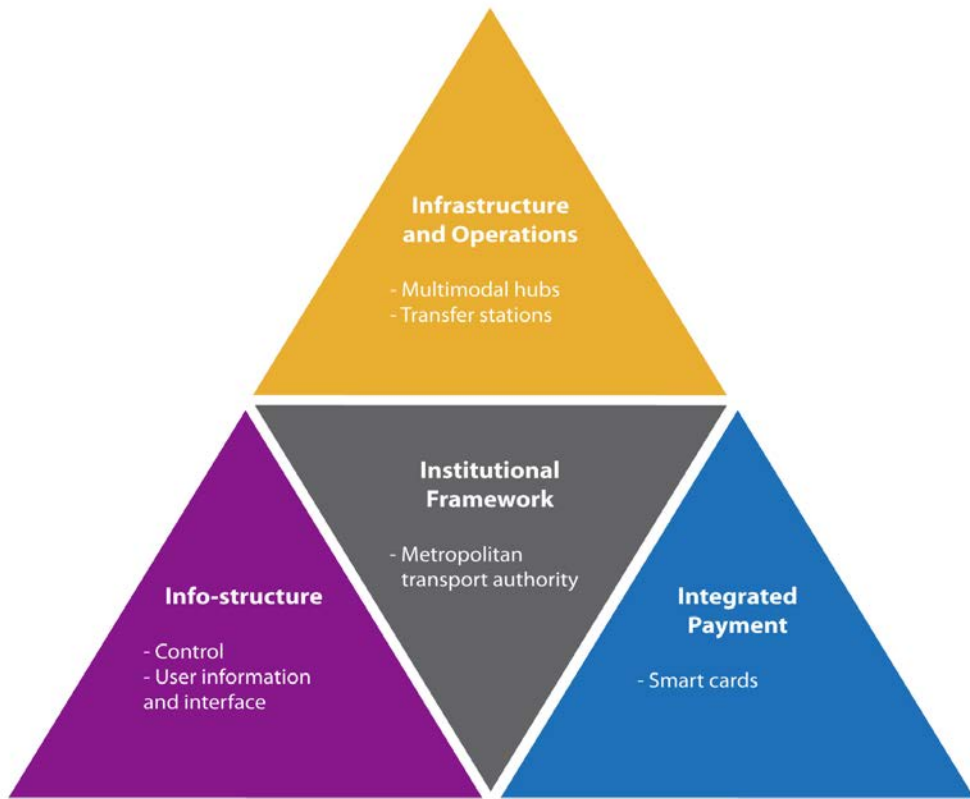 Infrastructure
and Operations
- Multimodal hubs
- Transfer stations
Institutional
Framework
- Metropolitan
transport authority
Info-structure
- Control
- User information
and interface
Integrated
Payment
- Smart cards